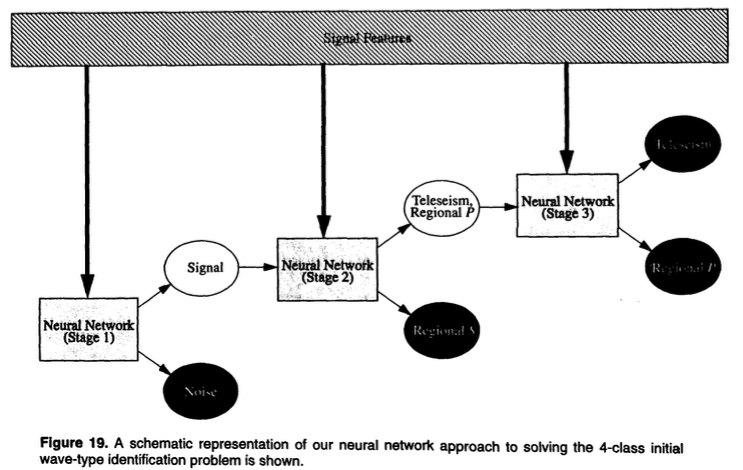 Signal Features
Teleseism
Teleseism,
Regional P
Neural Network
(Stage 3)
Signal
Neural Network
(Stage 2)
Regional P
Neural Network
(Stage 1)
Regional S
Noise
Figure 19. A schematic representation of our neural network approach to solving the 4-class initial
wave-type identification problem is shown.